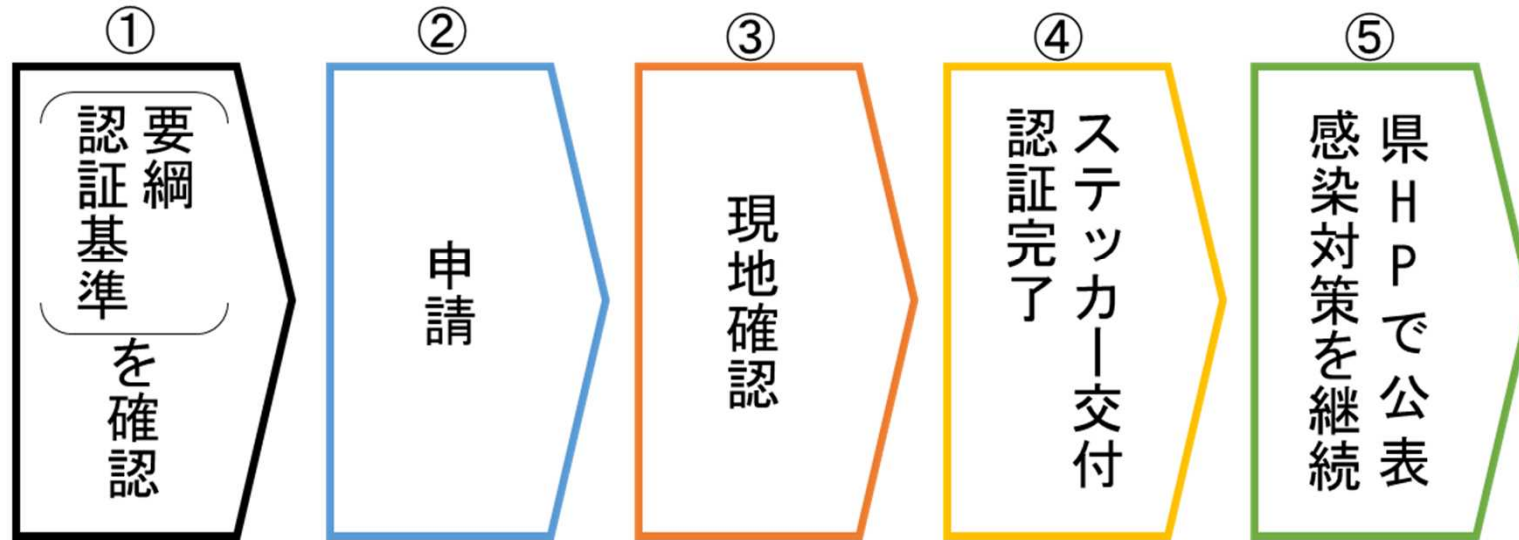 ①
要綱
認証基準
を確認
②
申請
③
現地確認
④
ステッカー交付
認証完了
⑤
県HPで公表
感染対策を継続